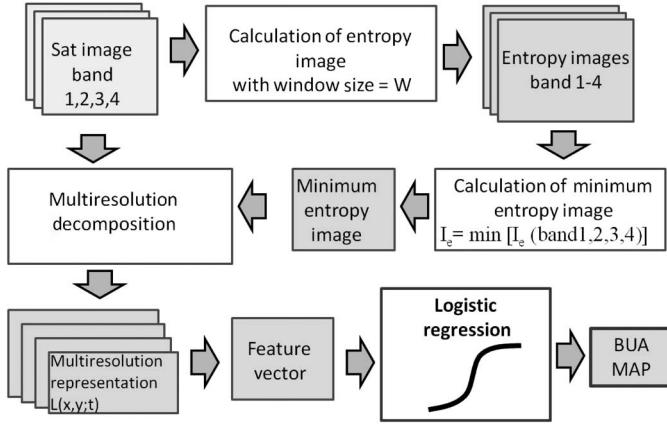 Sat image
band
1,2,3,4
Calculation of entropy
image
with window size = W
Entropy images
band 1-4
Multiresolution
decomposition
Minimum
entropy
image
Calculation of minimum
entropy image
Ie= min [Ie (band1,2,3,4)]
Multiresolution
representation
L(x,y;t)
Feature
vector
Logistic
regression
BUA
MAP